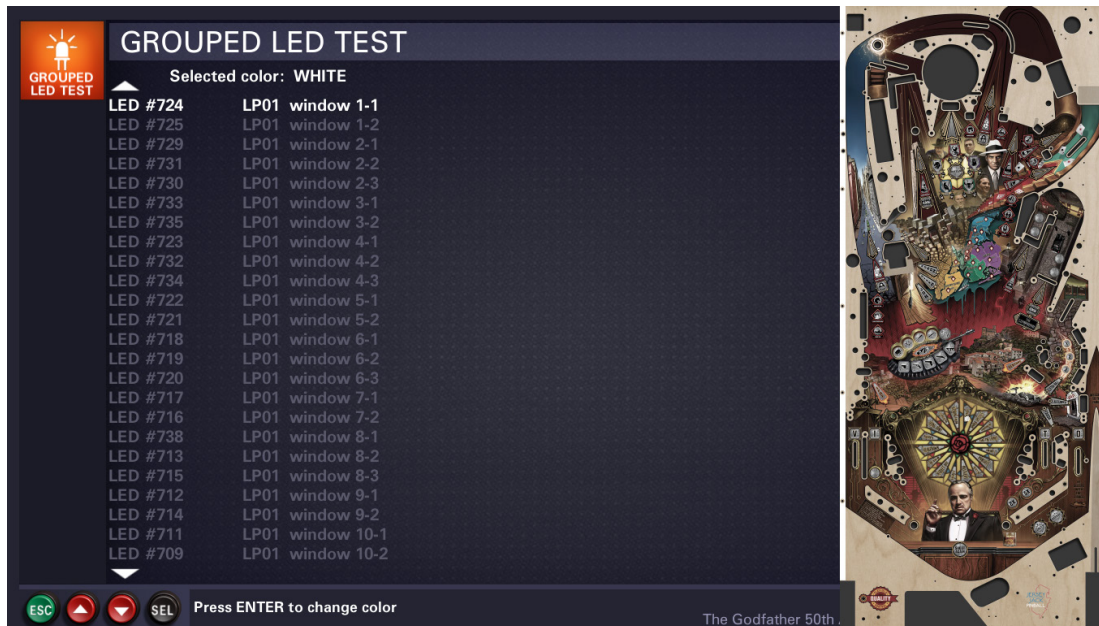 GROUPED LED TEST
GROUPED
LED TEST
Selected color: WHITE
LED #724 LP01 window 1-1
LED #725 LP01 window 1-2
LED #729 LP01 window 2-1
LED #731 LP01 window 2-2
LED #730 LP01 window 2-3
LED #733 LP01 window 3-1
LED #735 LP01 window 3-2
LED #723 LP01 window 4-1
LED #732 LP01 window 4-2
LED #734 LP01 window 4-3
LED #722 LP01 window 5-1
LED #721 LP01 window 5-2
LED #718 LP01 window 6-1
LED #719 LP01 window 6-2
LED #720 LP01 window 6-3
LED #717 LP01 window 7-1
LED #716 LP01 window 7-2
LED #738 LP01 window 8-1
LED #713 LP01 window 8-2
LED #715 LP01 window 8-3
LED #712 LP01 window 9-1
LED #714 LP01 window 9-2
LED #711 LP01 window 10-1
LED #709 LP01 window 10-2
ESC
SEL
Press ENTER to change color
The Godfather 50th
QUALITY